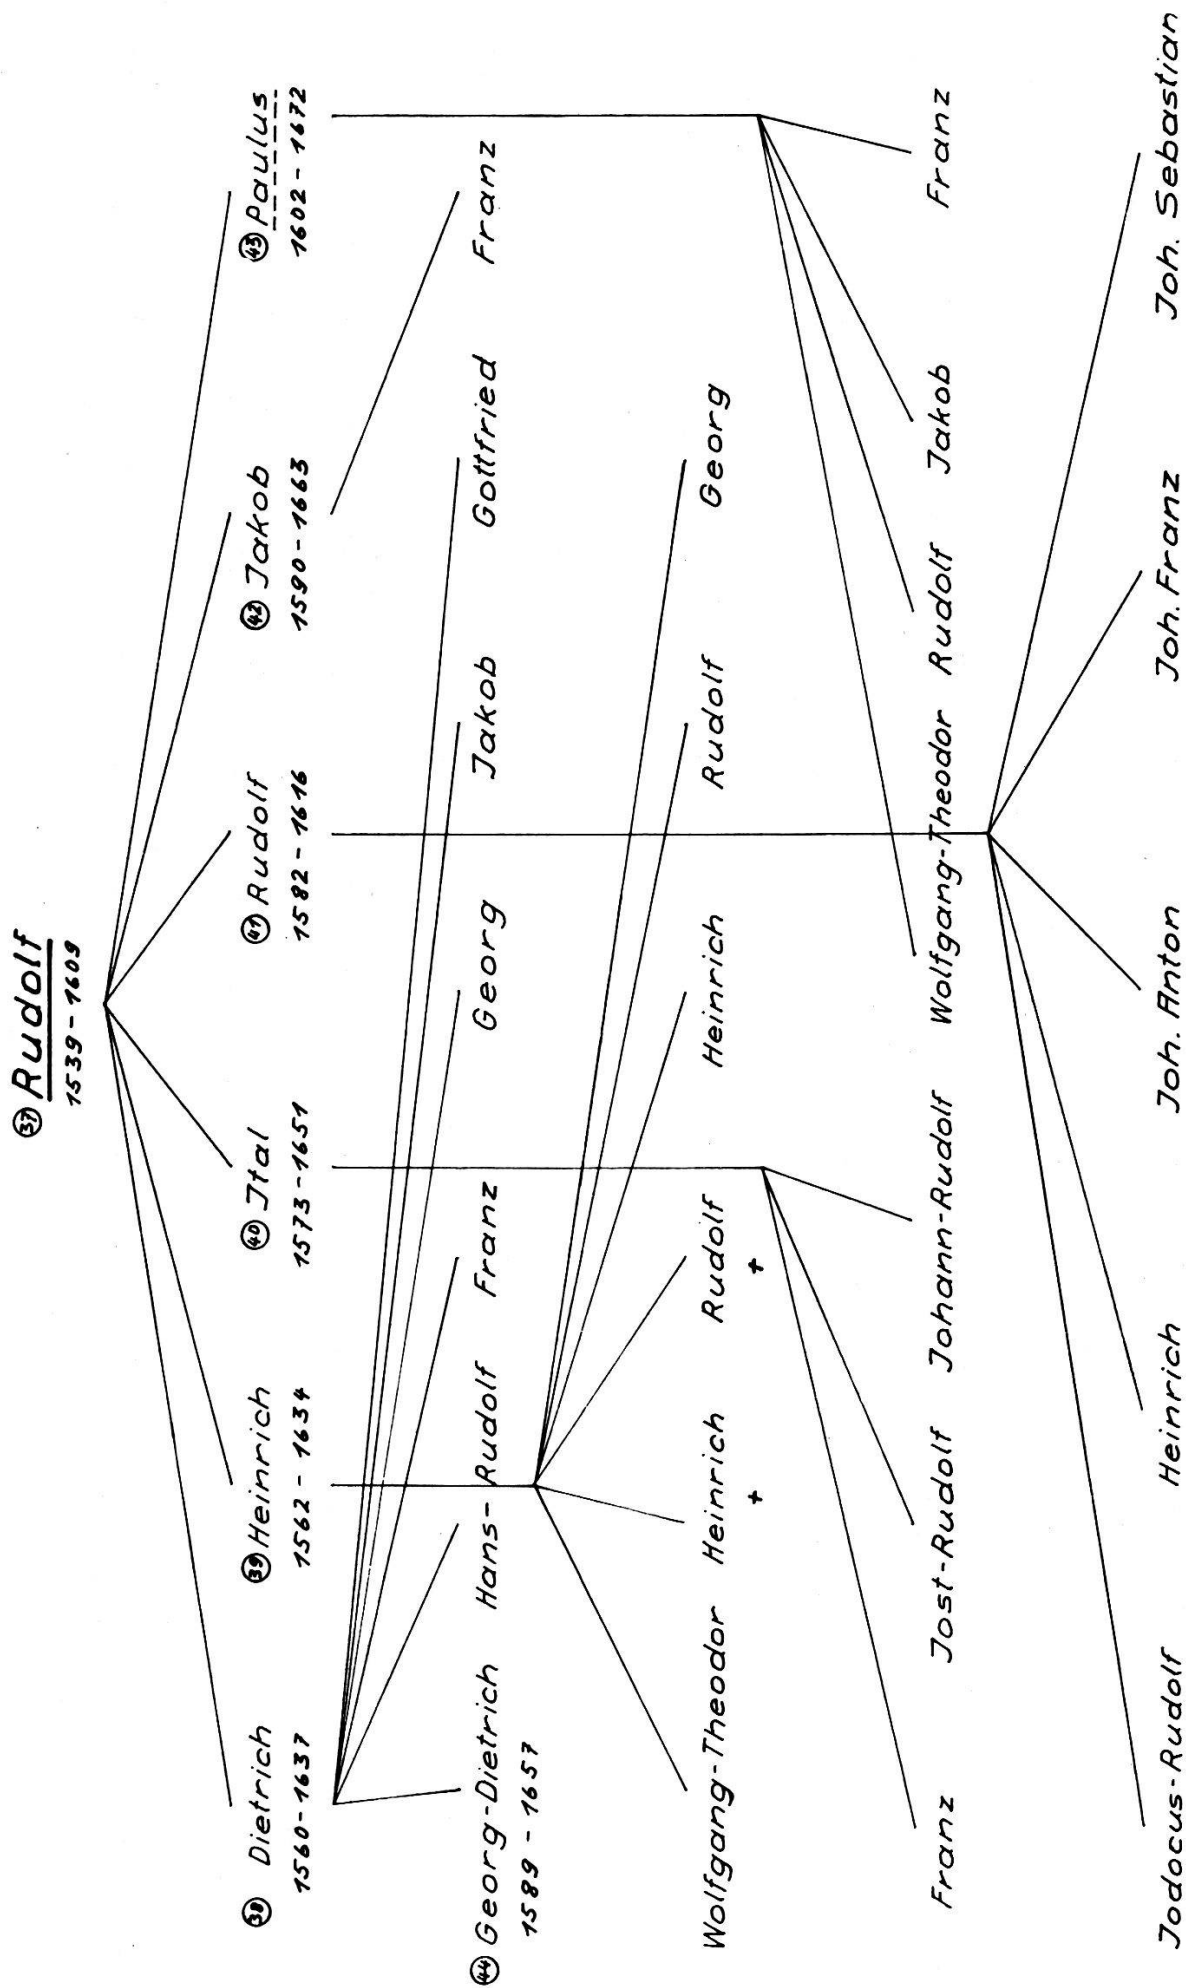 ㊲ Rudolf
1539 - 1609
㊳ Dietrich
1560 - 1637
㊴ Heinrich
1562 - 1634
㊵ Ital
1573 - 1651
㊶ Rudolf
1582 - 1616
㊷ Jakob
1590 - 1663
㊸ Paulus
1602 - 1672
㊹ Georg-Dietrich
1589 - 1657
Hans-Rudolf
Franz
Georg
Jakob
Gottfried
Franz
Wolfgang-Theodor
Heinrich
+
Rudolf
+
Heinrich
Rudolf
Georg
Franz
Jost-Rudolf
Johann-Rudolf
Wolfgang-Theodor
Rudolf
Jakob
Franz
Jodocus-Rudolf
Heinrich
Joh. Anton
Joh. Franz
Joh. Sebastian